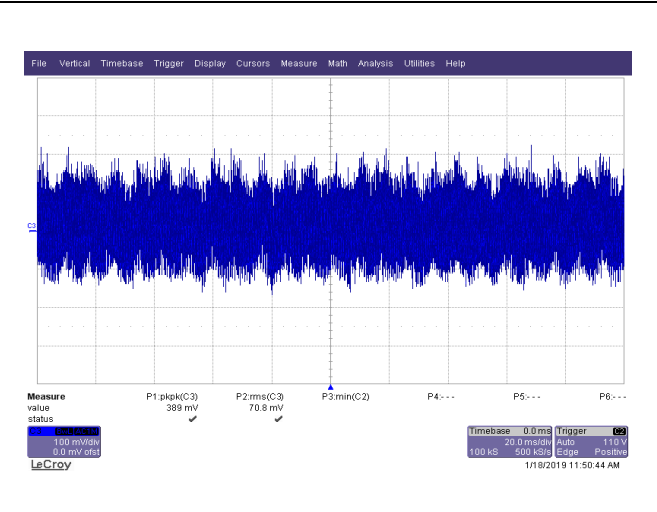 File Vertical Timebase Trigger Display Cursors Measure Math Analysis Utilities Help
C3
Measure P1:pkpk(C3) P2:rms(C3) P3:min(C2) P4:- - - P5:- - - P6:- - -
value 389 mV 70.8 mV
status
100 mV/div
0.0 mV ofst
Timebase 0.0 ms
20.0 ms/div
100 kS 500 kS/s
Trigger C2
Auto 110 V
Edge Positive
LeCroy
1/18/2019 11:50:44 AM